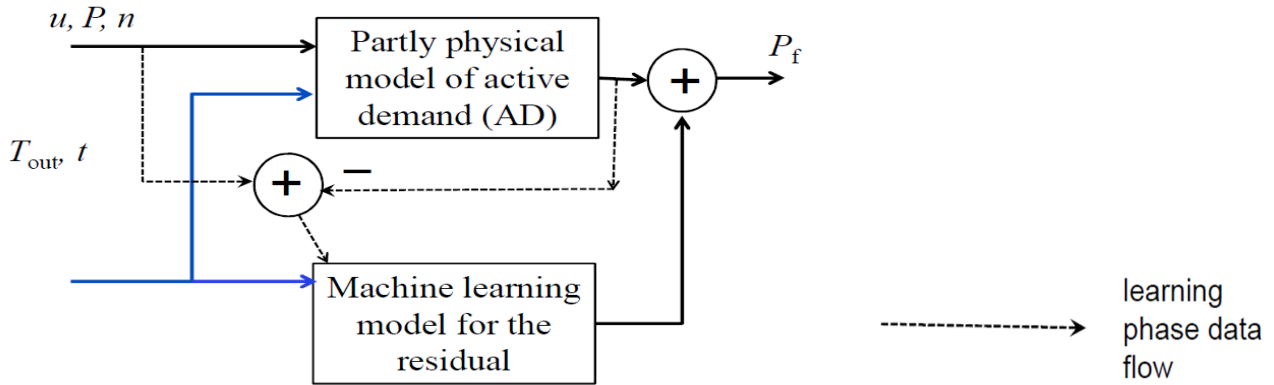 u, P, n
Partly physical
model of active
demand (AD)
+
P_f
T_out, t
+
−
Machine learning
model for the
residual
learning
phase data
flow